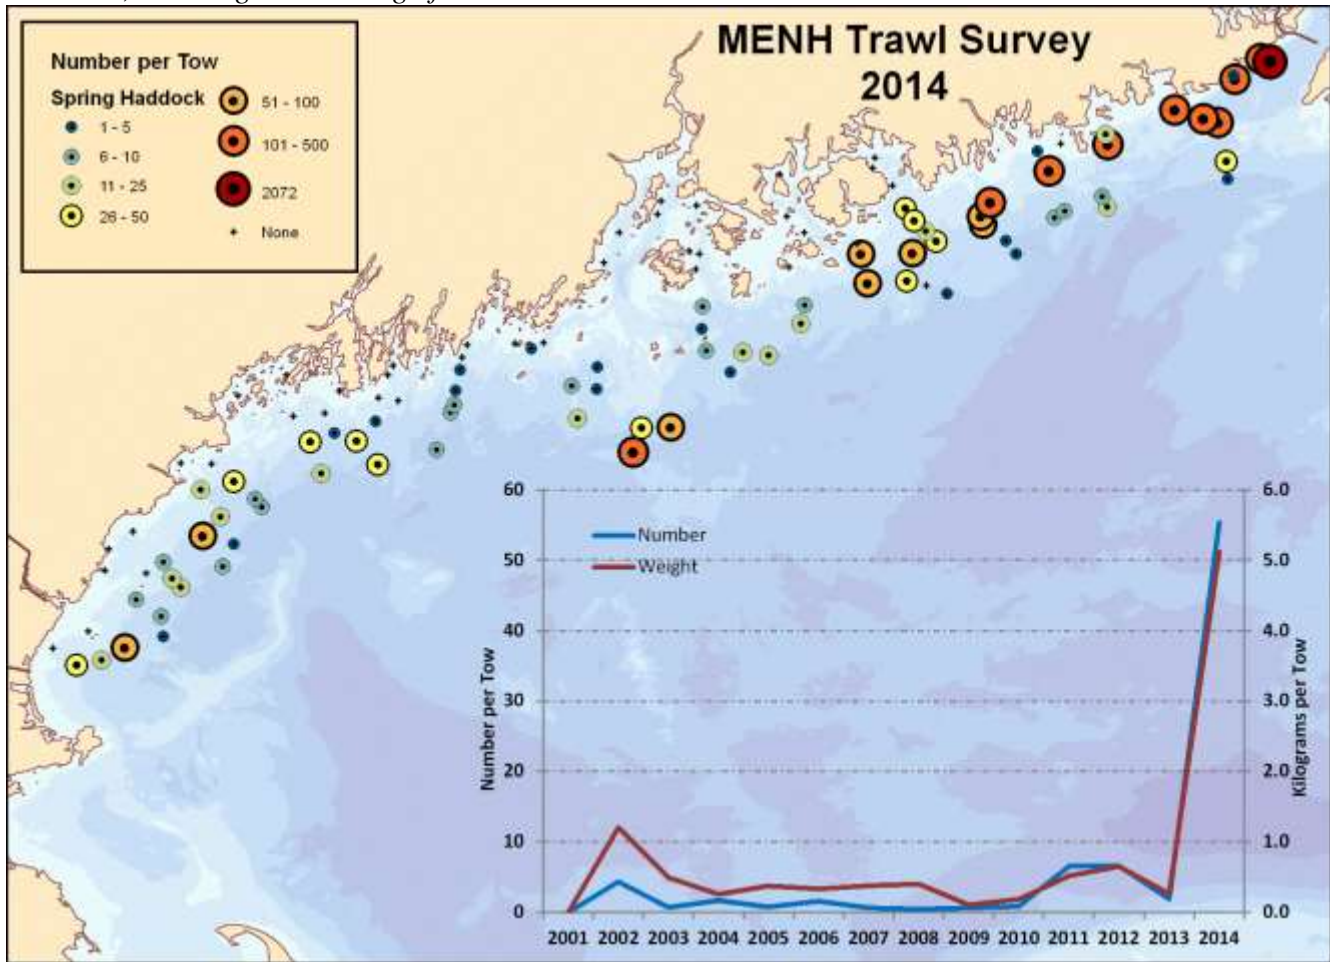 MENH Trawl Survey
2014
Number per Tow
Spring Haddock
1 - 5
6 - 10
11 - 25
26 - 50
51 - 100
101 - 500
2072
None
Number
Weight
Number per Tow
60
50
40
30
20
10
0
6.0
5.0
4.0
3.0
2.0
1.0
0.0
Kilograms per Tow
2001 2002 2003 2004 2005 2006 2007 2008 2009 2010 2011 2012 2013 2014